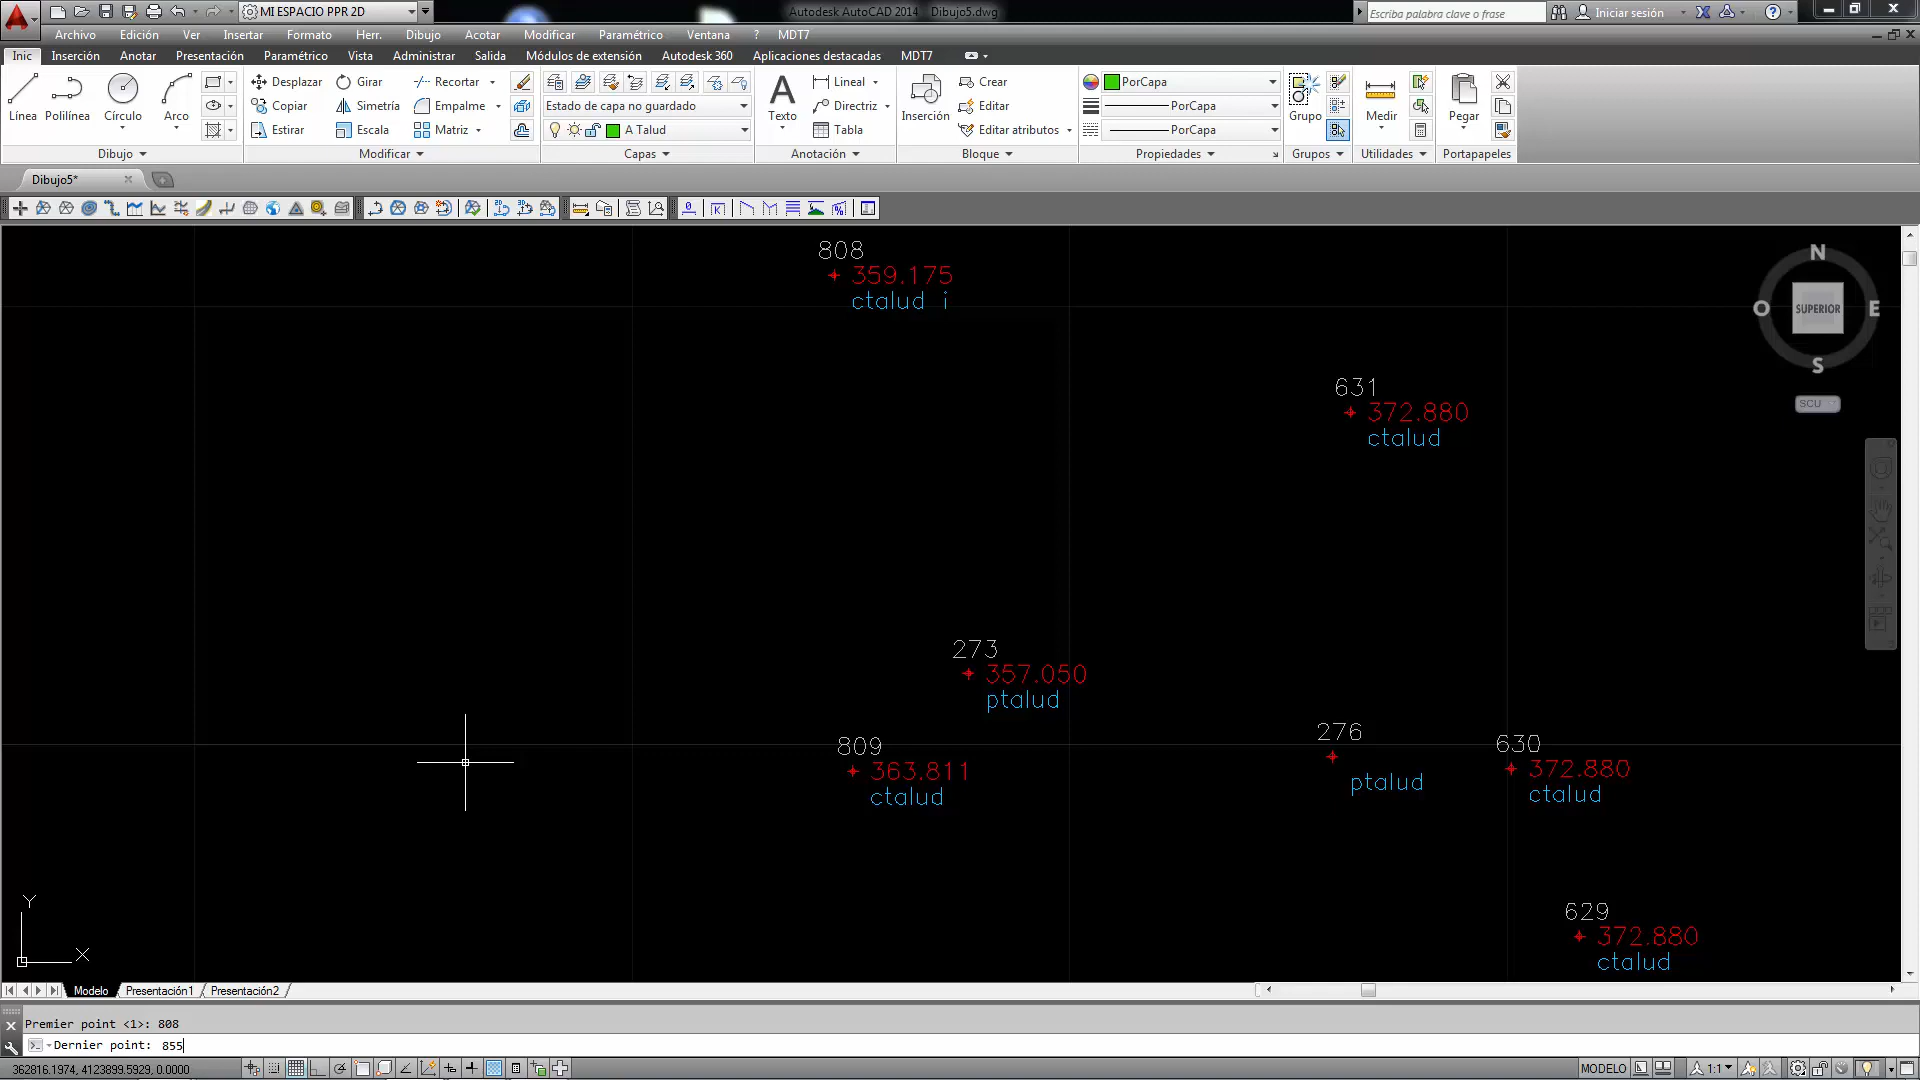 MI ESPACIO PPR 2D
Autodesk AutoCAD 2014 Dibujo5.dwg
Escriba palabra clave o frase
Iniciar sesión
Archivo Edición Ver Insertar Formato Herr. Dibujo Acotar Modificar Paramétrico Ventana ? MDT7
Inic Inserción Anotar Presentación Paramétrico Vista Administrar Salida Módulos de extensión Autodesk 360 Aplicaciones destacadas MDT7
Línea Polilínea Círculo Arco
Dibujo
Desplazar Girar Recortar
Copiar Simetría Empalme
Estirar Escala Matriz
Modificar
Estado de capa no guardado
A Talud
Capas
Texto
Lineal
Directriz
Tabla
Anotación
Inserción
Crear
Editar
Editar atributos
Bloque
PorCapa
PorCapa
PorCapa
Propiedades
Grupo
Grupos
Medir
Utilidades
Pegar
Portapapeles
Dibujo5*
808
359.175
ctalud i
N
O SUPERIOR E
S
SCU
631
372.880
ctalud
273
357.050
ptalud
276
ptalud
630
372.880
ctalud
809
363.811
ctalud
629
372.880
ctalud
Y
X
Modelo Presentación1 Presentación2
Premier point <1>: 808
Dernier point: 855
362816.1974, 4123899.5929, 0.0000
MODELO
1:1